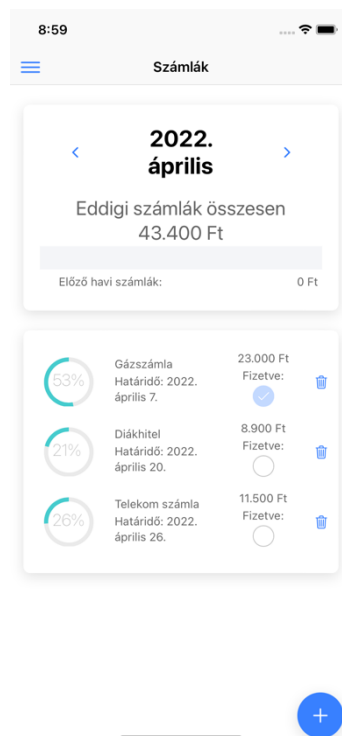 8:59
Számlák
2022.
április
Eddigi számlák összesen
43.400 Ft
Előző havi számlák: 0 Ft
53%
Gázszámla
Határidő: 2022.
április 7.
23.000 Ft
Fizetve:
21%
Diákhitel
Határidő: 2022.
április 20.
8.900 Ft
Fizetve:
26%
Telekom számla
Határidő: 2022.
április 26.
11.500 Ft
Fizetve: